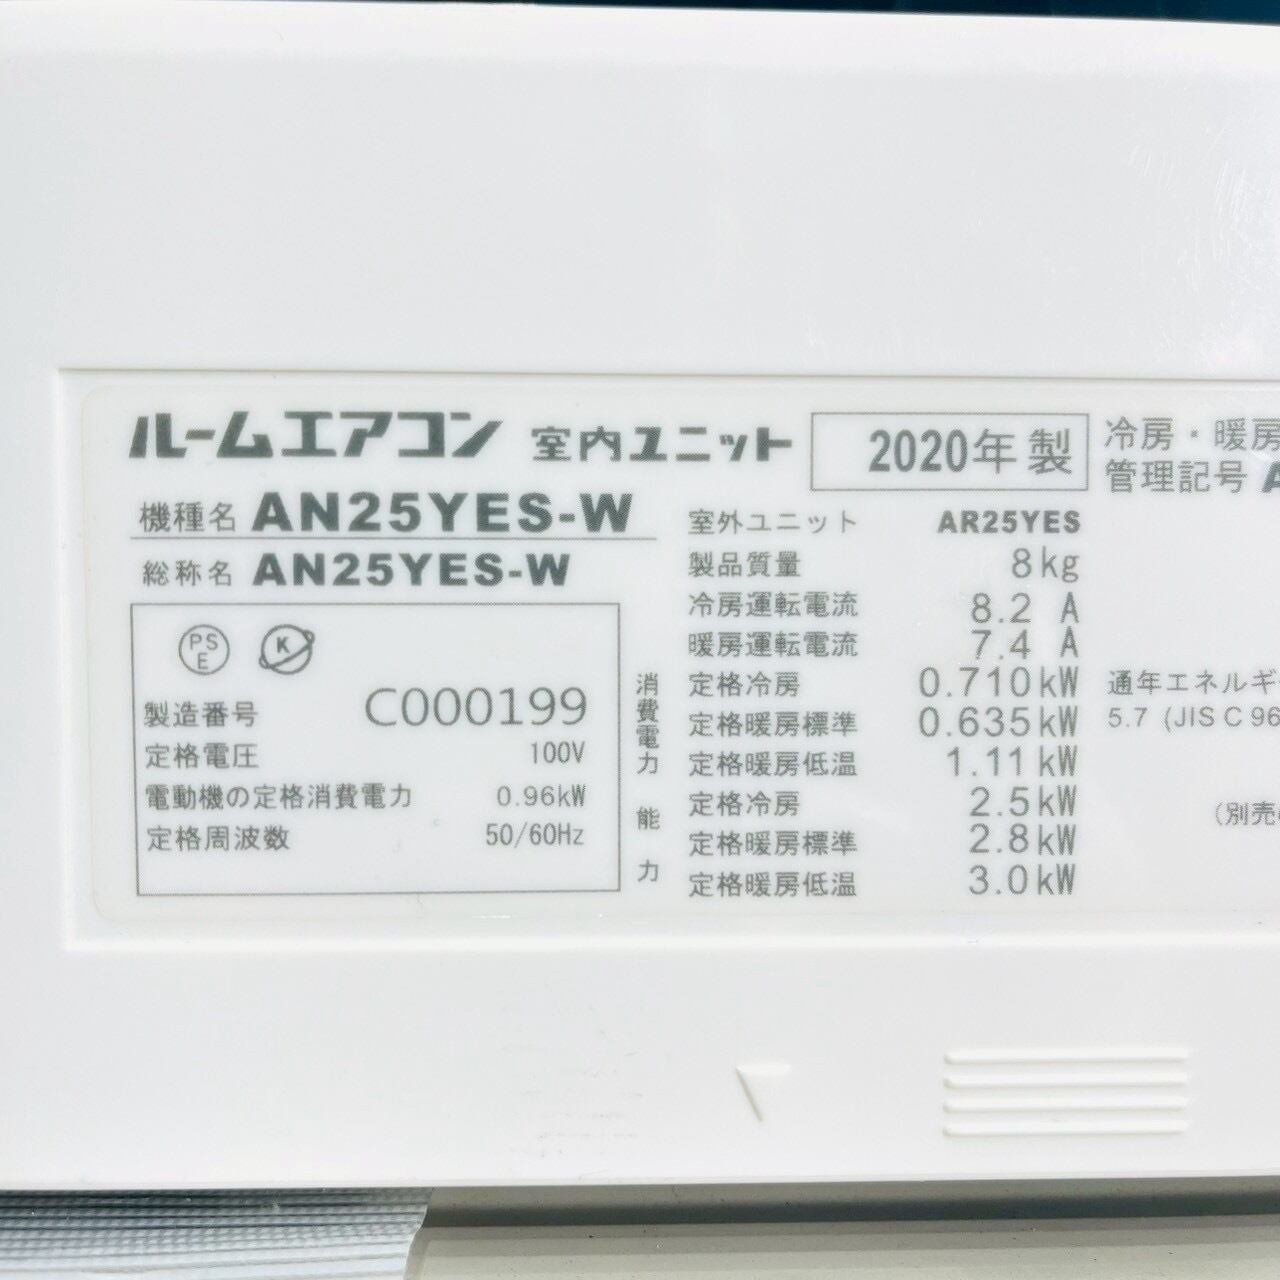 ルームエアコン 室内ユニット 2020年製
機種名 AN25YES-W
総称名 AN25YES-W
PS
E
K
製造番号 C000199
定格電圧 100V
電動機の定格消費電力 0.96kW
定格周波数 50/60Hz
室外ユニット AR25YES
製品質量 8kg
冷房運転電流 8.2 A
暖房運転電流 7.4 A
消費電力
定格冷房 0.710kW
定格暖房標準 0.635kW
定格暖房低温 1.11kW
能力
定格冷房 2.5kW
定格暖房標準 2.8kW
定格暖房低温 3.0kW
冷房・暖房
管理記号 A
通年エネルギ
5.7 (JIS C 96
(別売